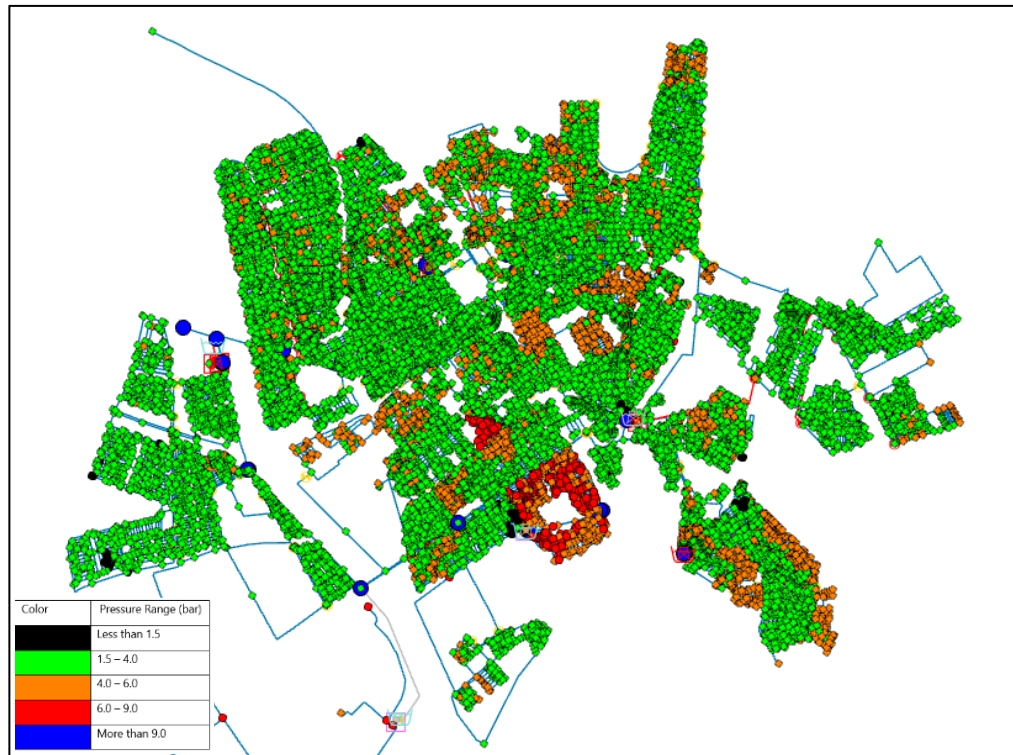 Color Pressure Range (bar)
Less than 1.5
1.5 – 4.0
4.0 – 6.0
6.0 – 9.0
More than 9.0